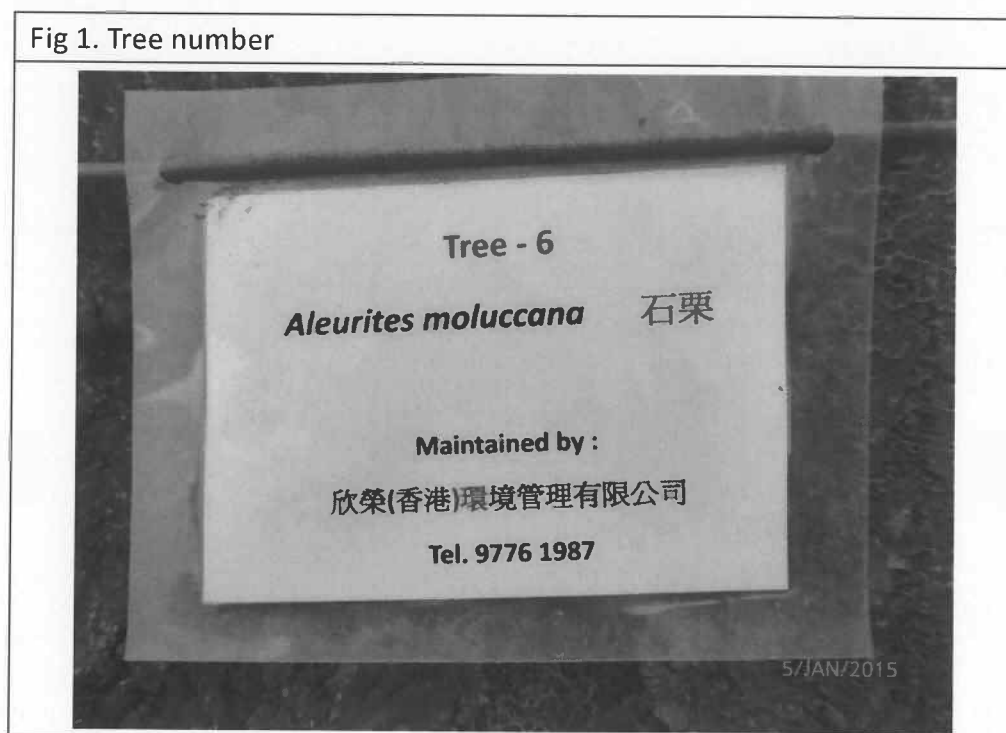 Fig 1. Tree number
Tree - 6
Aleurites moluccana 石栗
Maintained by :
欣榮(香港)環境管理有限公司
Tel. 9776 1987
5/JAN/2015